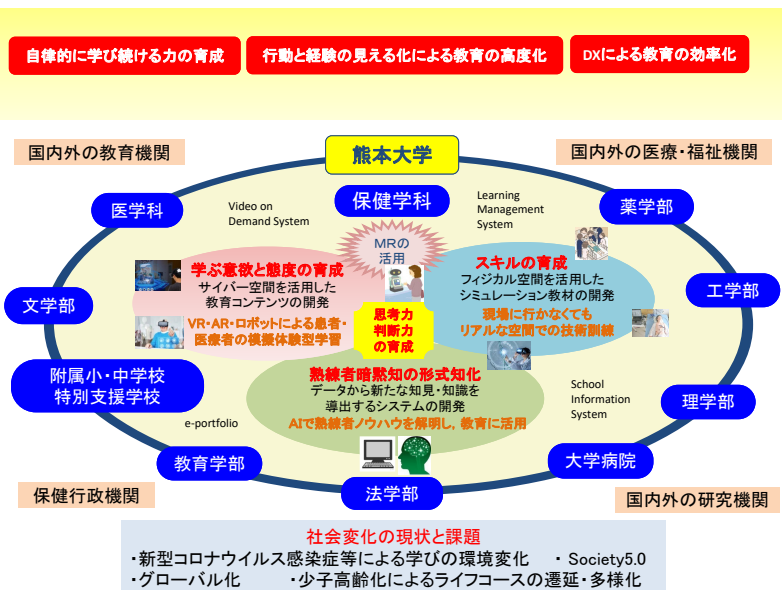 自律的に学び続ける力の育成
行動と経験の見える化による教育の高度化
DXによる教育の効率化
国内外の教育機関
熊本大学
国内外の医療・福祉機関
医学科
Video on
Demand System
保健学科
Learning
Management
System
薬学部
MRの
活用
学ぶ意欲と態度の育成
サイバー空間を活用した
教育コンテンツの開発
VR・AR・ロボットによる患者・
医療者の模擬体験型学習
スキルの育成
フィジカル空間を活用した
シミュレーション教材の開発
現場に行かなくても
リアルな空間での技術訓練
文学部
思考力
判断力
の育成
工学部
附属小・中学校
特別支援学校
熟練者暗黙知の形式知化
データから新たな知見・知識を
導出するシステムの開発
AIで熟練者ノウハウを解明し，教育に活用
School
Information
System
理学部
e-portfolio
教育学部
法学部
大学病院
保健行政機関
国内外の研究機関
社会変化の現状と課題
・新型コロナウイルス感染症等による学びの環境変化　・Society5.0
・グローバル化　・少子高齢化によるライフコースの遷延・多様化